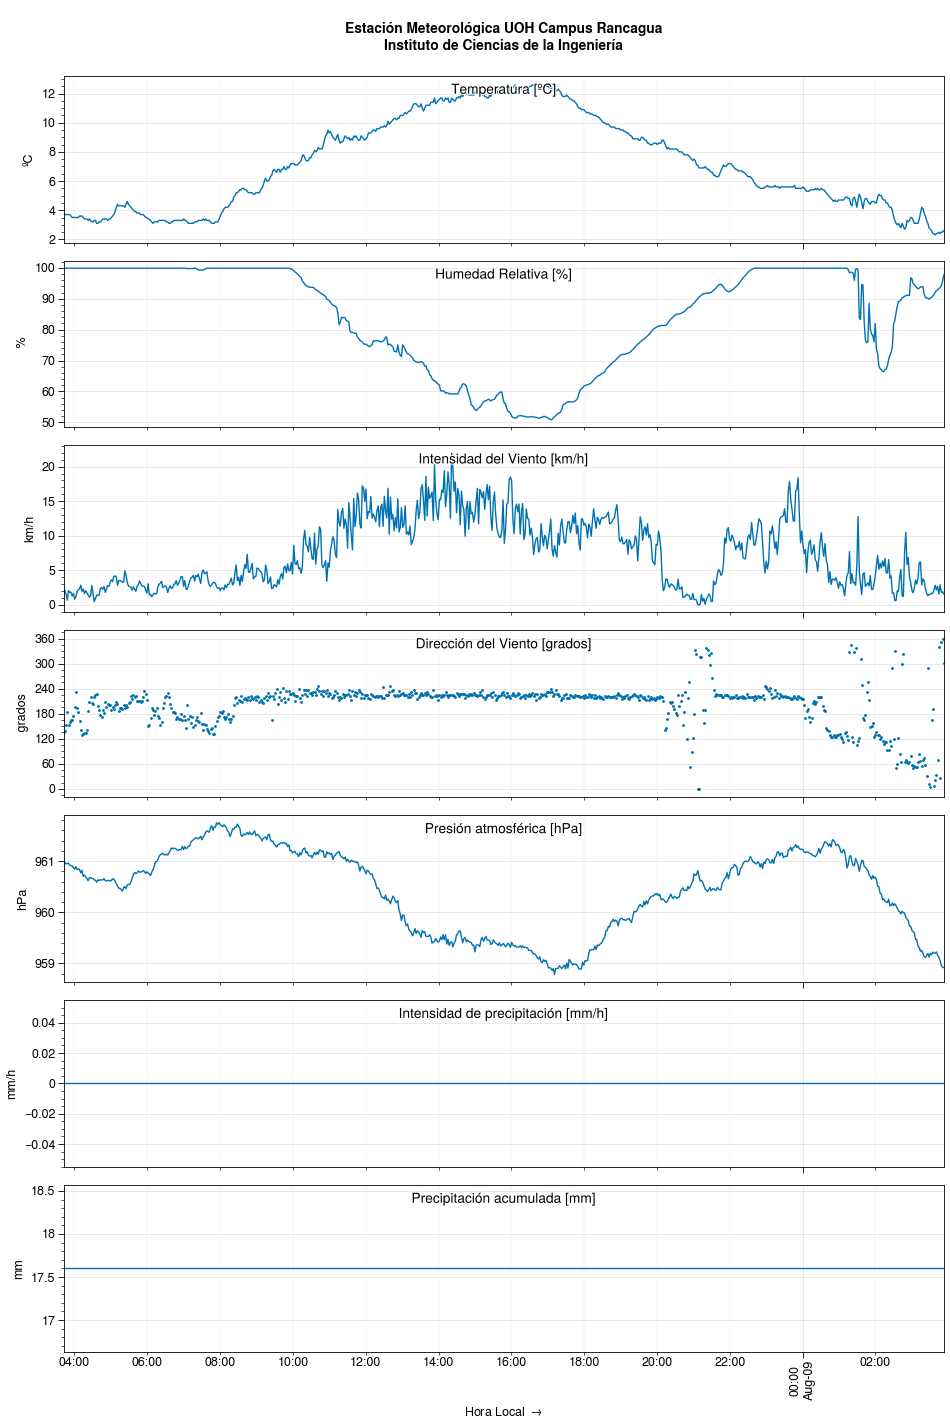 Estación Meteorológica UOH Campus Rancagua
Instituto de Ciencias de la Ingeniería
Temperatura [ºC]
ºC
12
10
8
6
4
2
Humedad Relativa [%]
%
100
90
80
70
60
50
Intensidad del Viento [km/h]
km/h
20
15
10
5
0
Dirección del Viento [grados]
grados
360
300
240
180
120
60
0
Presión atmosférica [hPa]
hPa
961
960
959
Intensidad de precipitación [mm/h]
mm/h
0.04
0.02
0
−0.02
−0.04
Precipitación acumulada [mm]
mm
18.5
18
17.5
17
04:00 06:00 08:00 10:00 12:00 14:00 16:00 18:00 20:00 22:00 00:00 02:00
Aug-09
Hora Local →